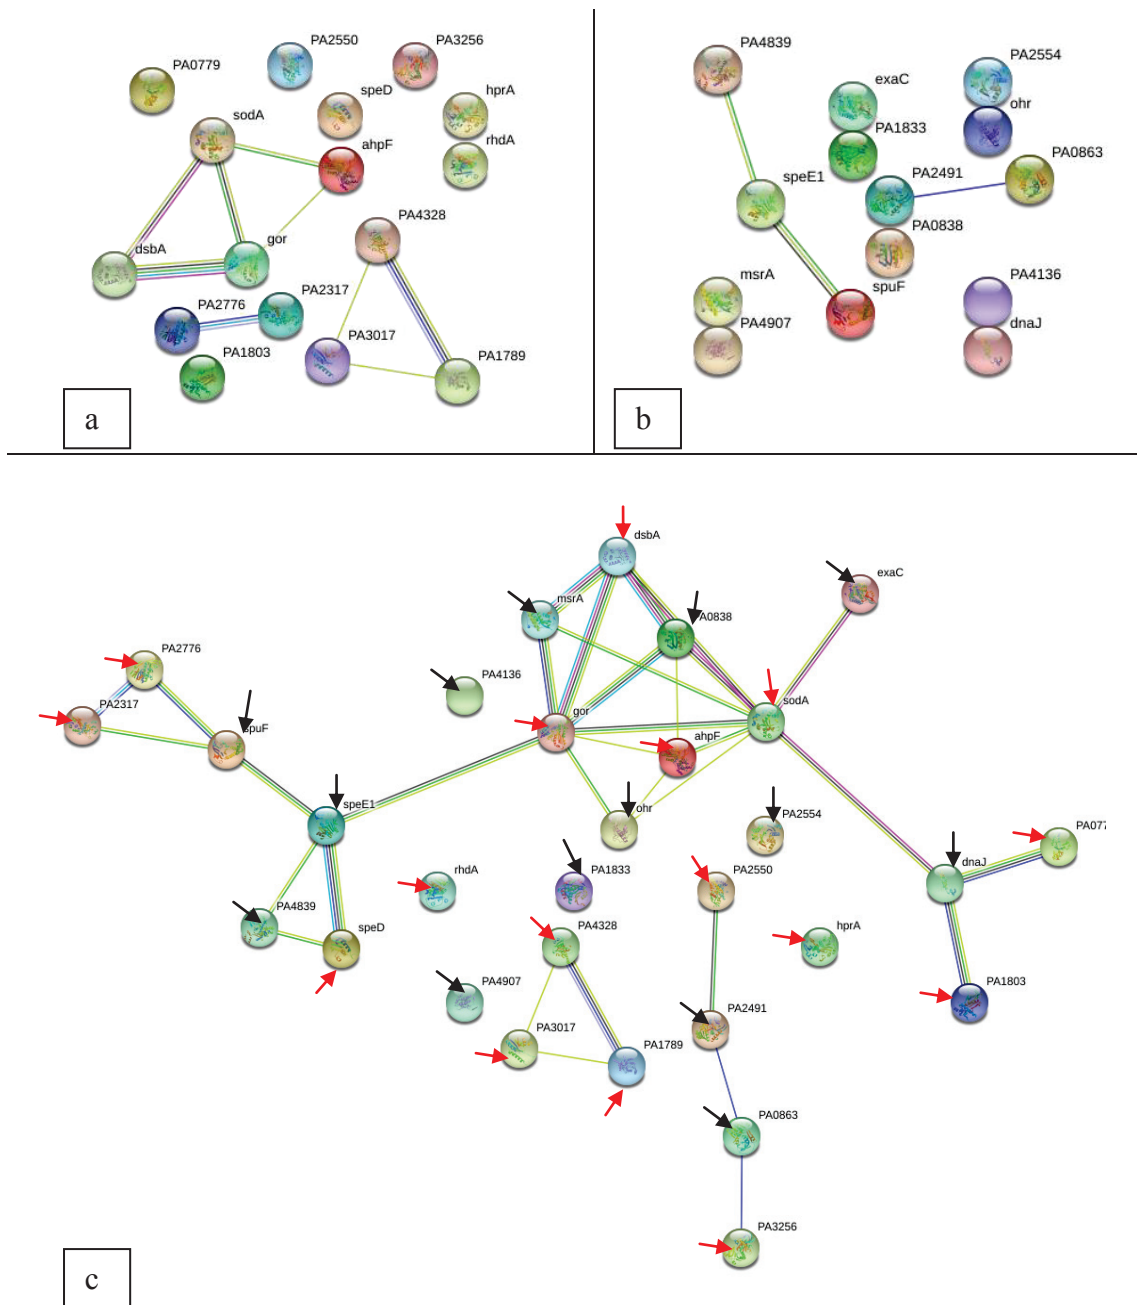 PA2550
PA3256
PA0779
speD
hprA
sodA
ahpF
rhdA
PA4328
gor
dsbA
PA2776
PA2317
PA3017
PA1803
PA1789
a
PA4839
PA2554
exaC
ohr
PA1833
speE1
PA2491
PA0863
PA0838
msrA
spuF
PA4136
PA4907
dnaJ
b
dsbA
exaC
msrA
A0838
PA2776
PA4136
PA2317
sodA
gor
spuF
ahpF
speE1
ohr
PA2554
PA077
rhdA
PA1833
PA2550
dnaJ
PA4839
speD
PA4328
hprA
PA4907
PA2491
PA1803
PA3017
PA1789
PA0863
PA3256
c